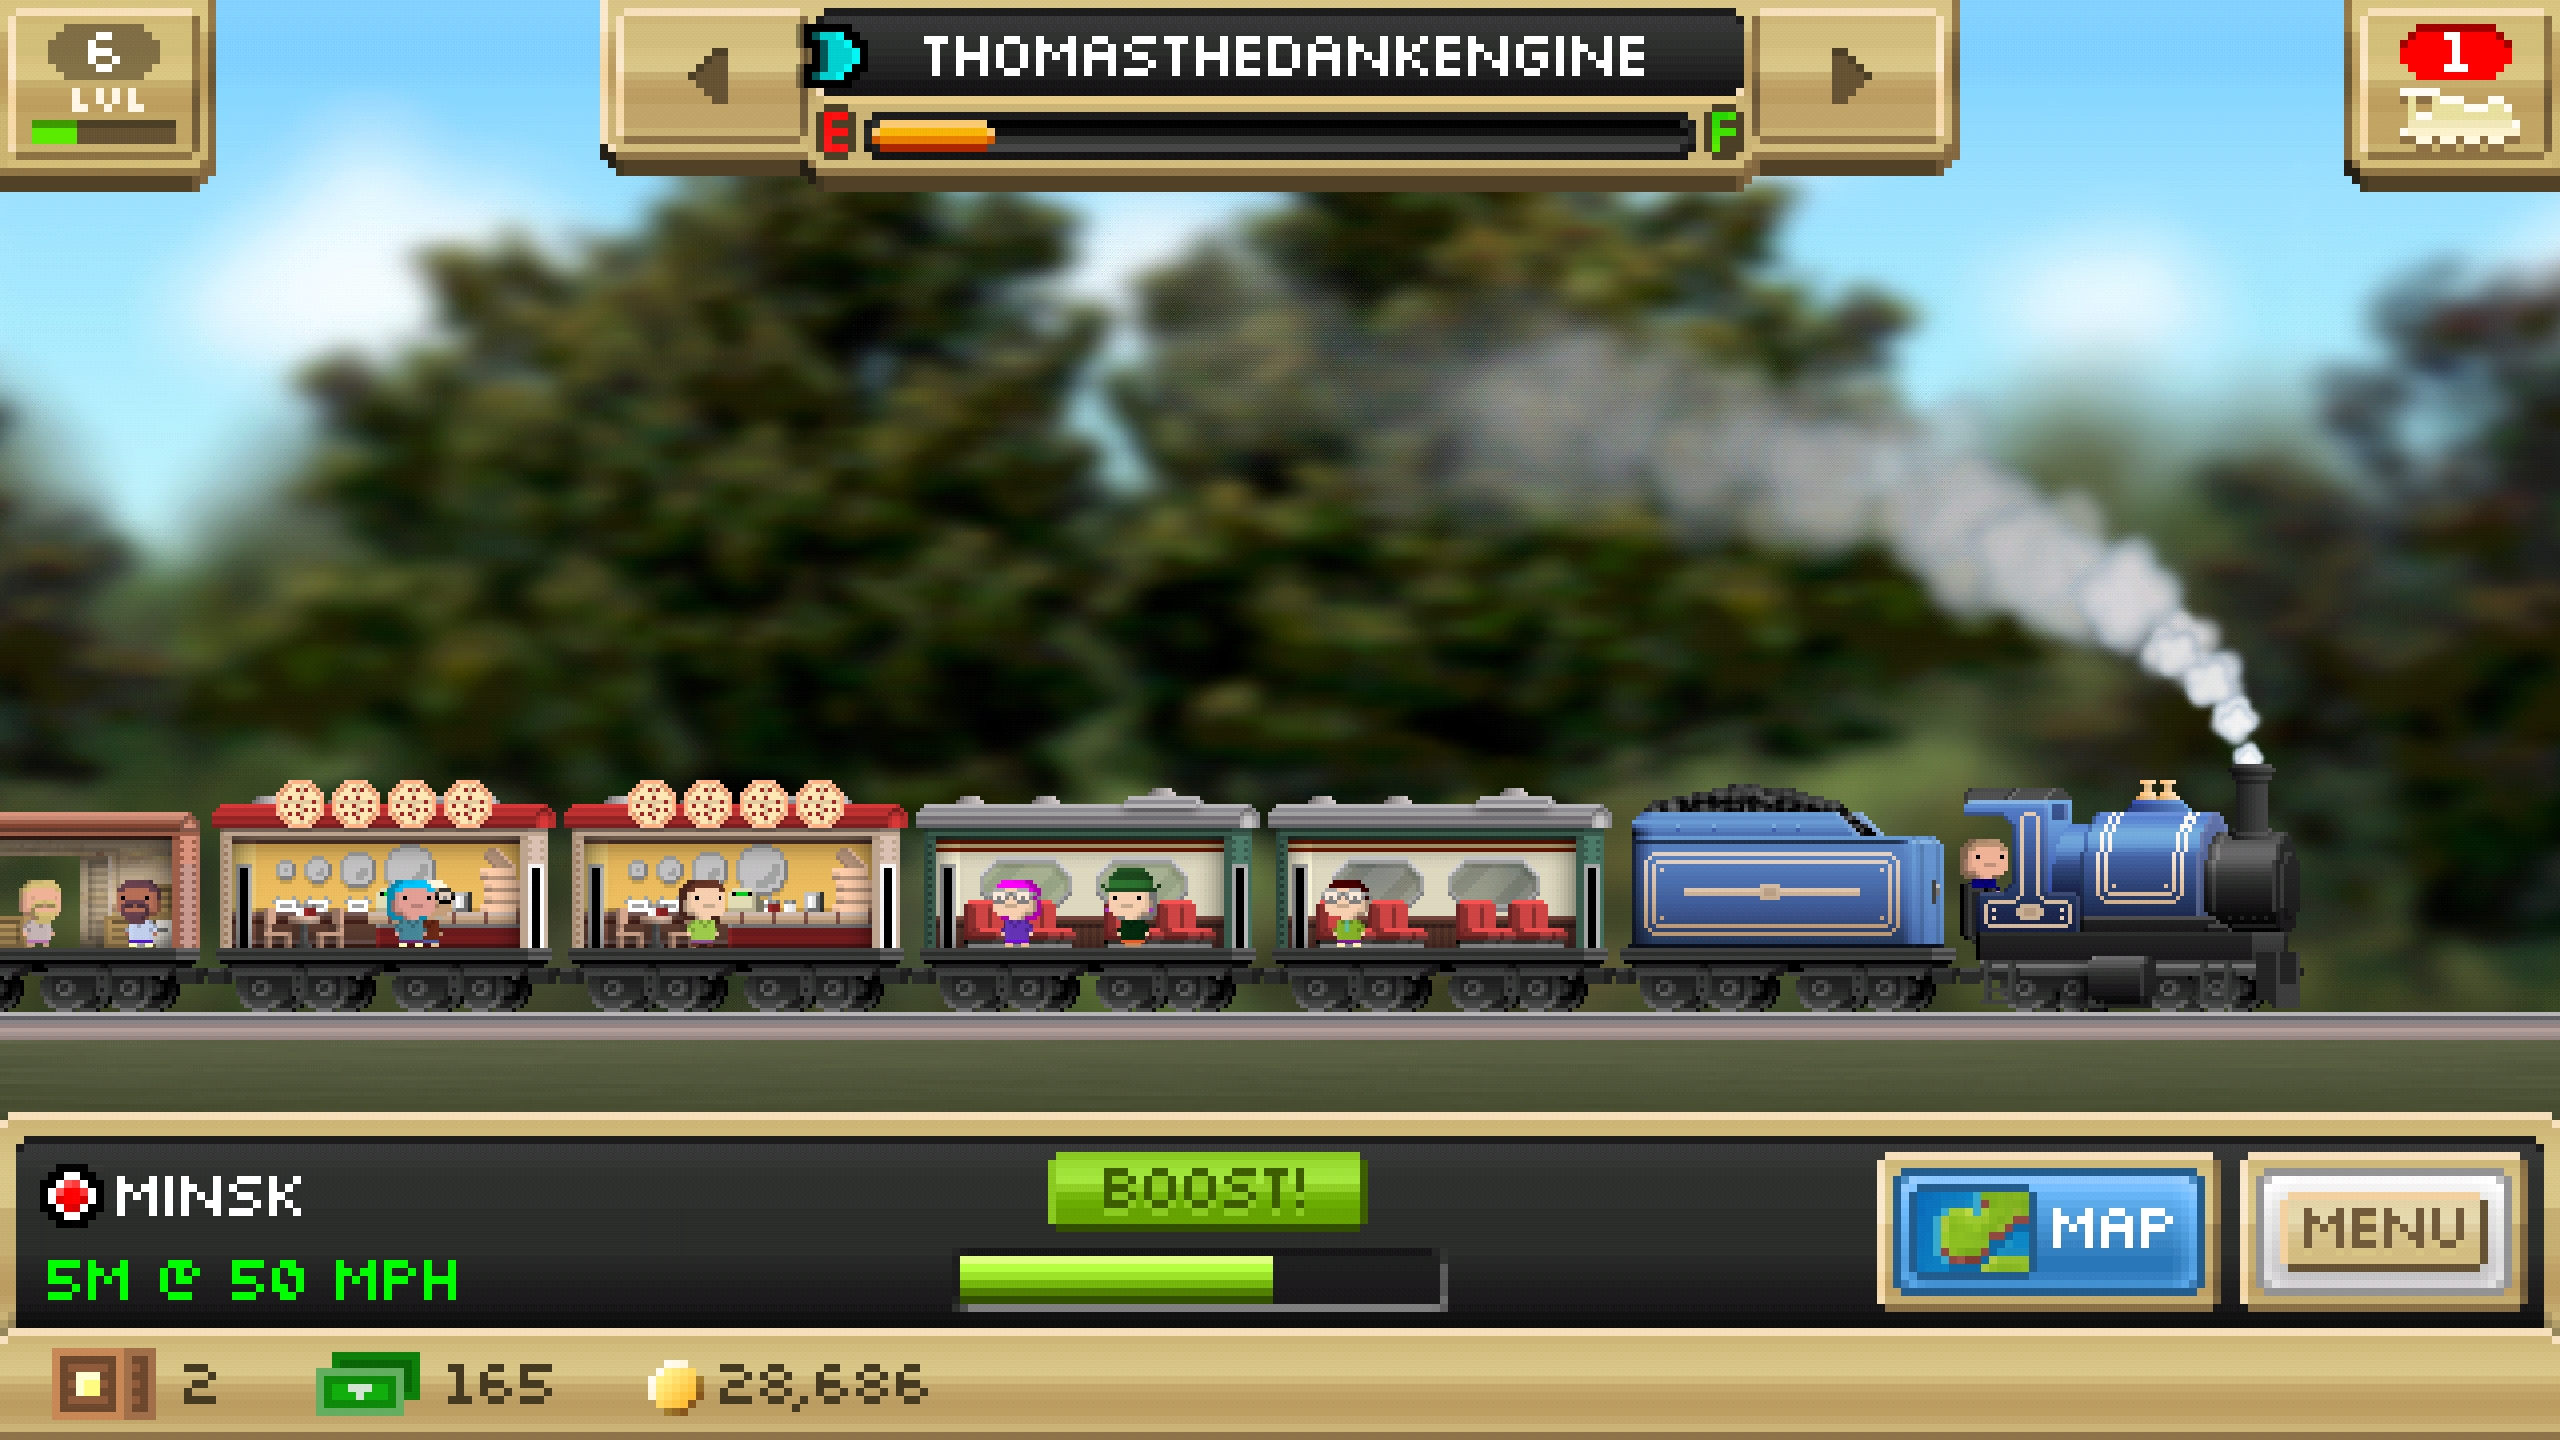 6
LVL
THOMASTHEDANKENGINE
E
F
1
MINSK
5M @ 50 MPH
BOOST!
MAP
MENU
2
165
28,686